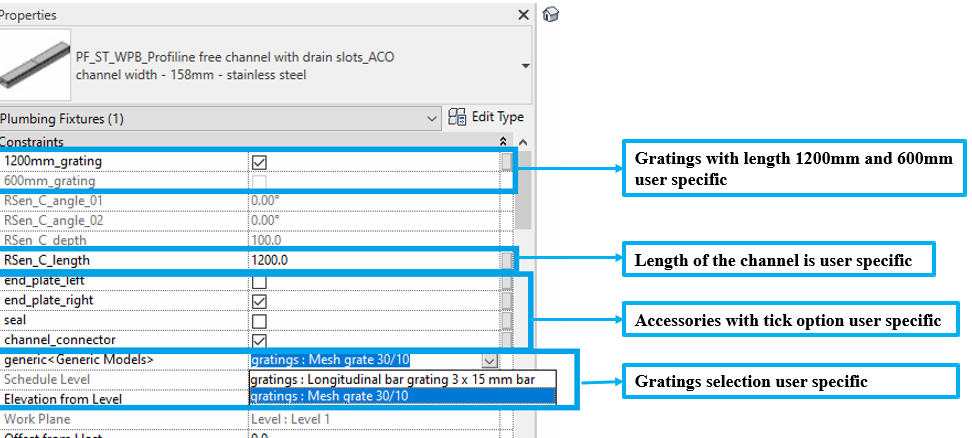 Properties
PF_ST_WPB_Profiline free channel with drain slots_ACO
channel width - 158mm - stainless steel
Plumbing Fixtures (1)
Edit Type
Constraints
1200mm_grating
600mm_grating
RSen_C_angle_01 0.00°
RSen_C_angle_02 0.00°
RSen_C_depth 100.0
RSen_C_length 1200.0
end_plate_left
end_plate_right
seal
channel_connector
generic<Generic Models> gratings : Mesh grate 30/10
Schedule Level
gratings : Longitudinal bar grating 3 x 15 mm bar
Elevation from Level
gratings : Mesh grate 30/10
Work Plane Level : Level 1
Offset from Host 0.0
Gratings with length 1200mm and 600mm
user specific
Length of the channel is user specific
Accessories with tick option user specific
Gratings selection user specific